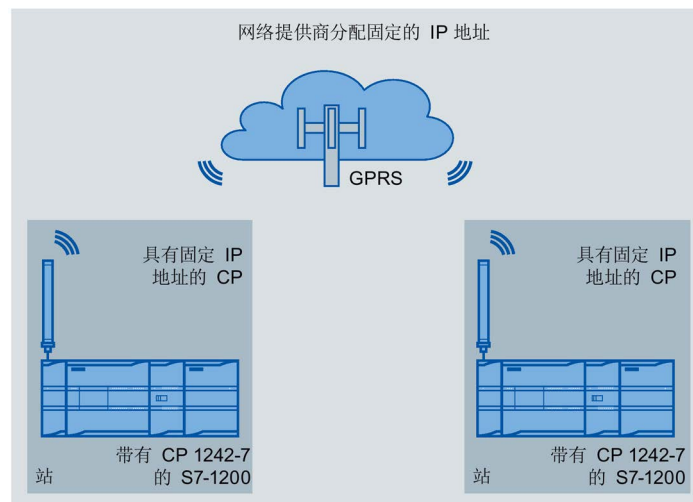 网络提供商分配固定的 IP 地址
GPRS
具有固定 IP
地址的 CP
带有 CP 1242-7
的 S7-1200
站
具有固定 IP
地址的 CP
带有 CP 1242-7
的 S7-1200
站